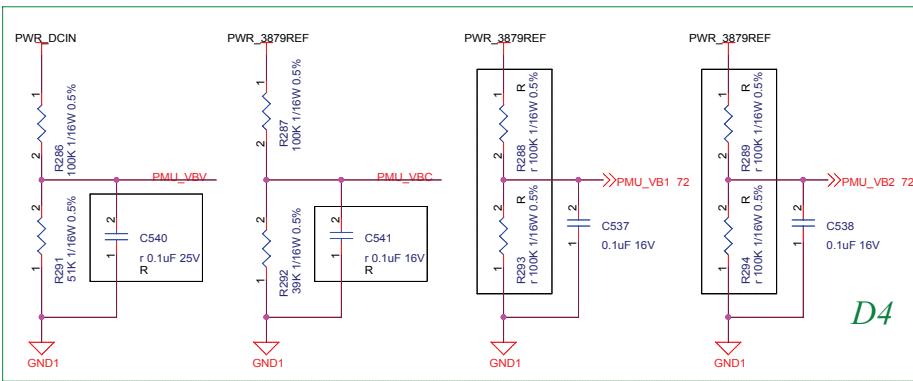 PWR_DCIN
1
2
R286
100K 1/16W 0.5%
PMU_VBV
2
1
R291
51K 1/16W 0.5%
2
1
C540
r 0.1uF 25V
R
GND1
PWR_3879REF
1
2
R287
100K 1/16W 0.5%
PMU_VBC
2
1
R292
39K 1/16W 0.5%
2
1
C541
r 0.1uF 16V
R
GND1
PWR_3879REF
1
2
R
R288
r 100K 1/16W 0.5%
PMU_VB1 72
2
1
R
R293
r 100K 1/16W 0.5%
2
1
C537
0.1uF 16V
GND1
PWR_3879REF
1
2
R
R289
r 100K 1/16W 0.5%
PMU_VB2 72
2
1
R
R294
r 100K 1/16W 0.5%
2
1
C538
0.1uF 16V
GND1
D4